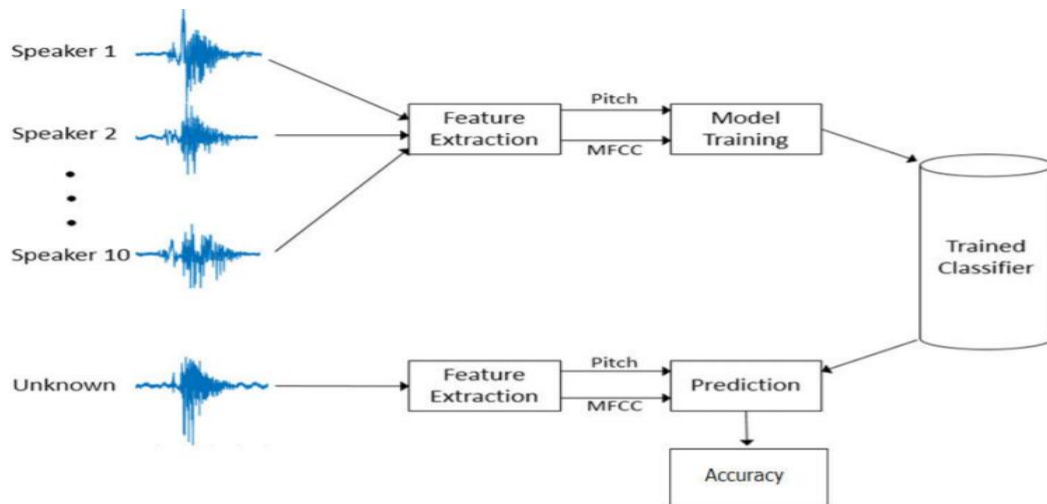 Speaker 1
Speaker 2
Speaker 10
Feature
Extraction
Pitch
MFCC
Model
Training
Trained
Classifier
Unknown
Feature
Extraction
Pitch
MFCC
Prediction
Accuracy